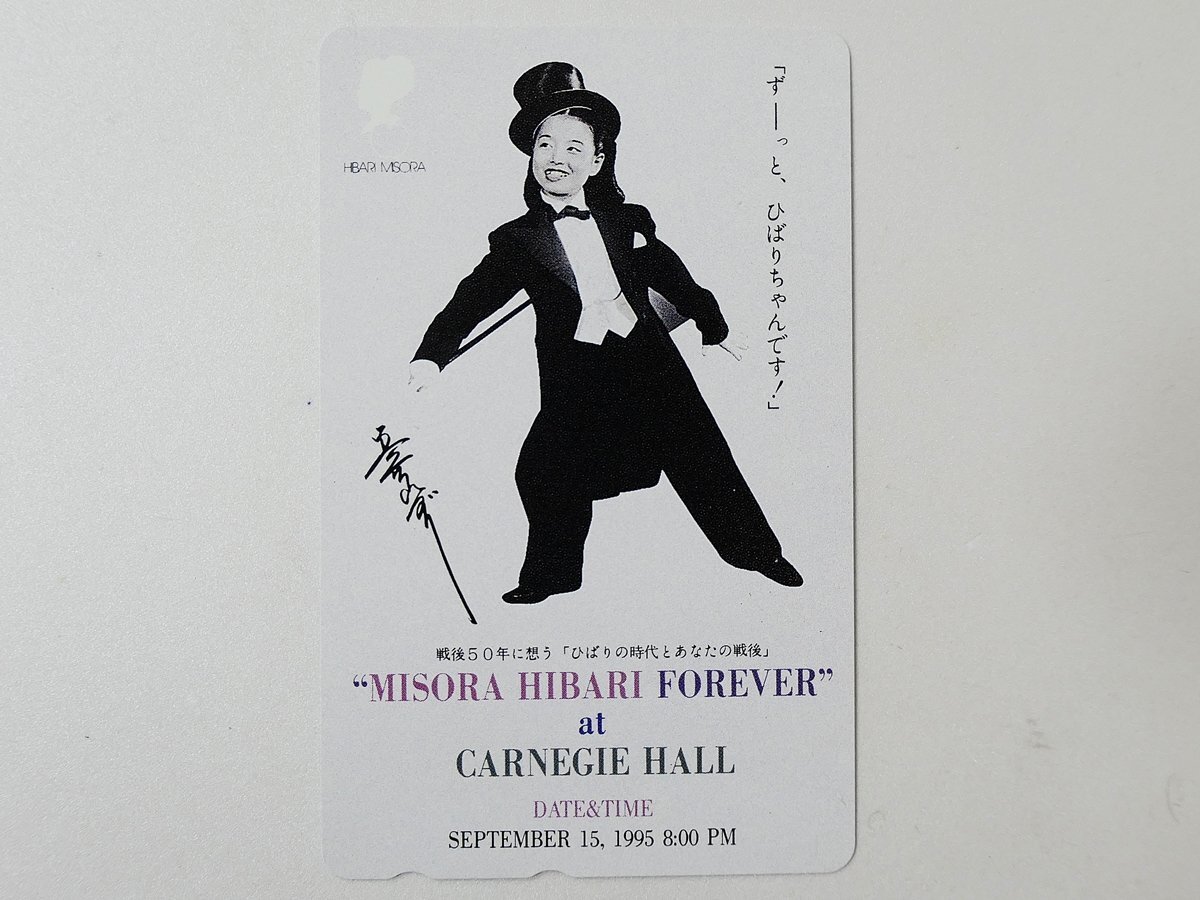 HIBARI MISORA
「ずーっと、ひばりちゃんです!」
戦後50年に想う「ひばりの時代とあなたの戦後」
“MISORA HIBARI FOREVER”
at
CARNEGIE HALL
DATE&TIME
SEPTEMBER 15, 1995 8:00 PM